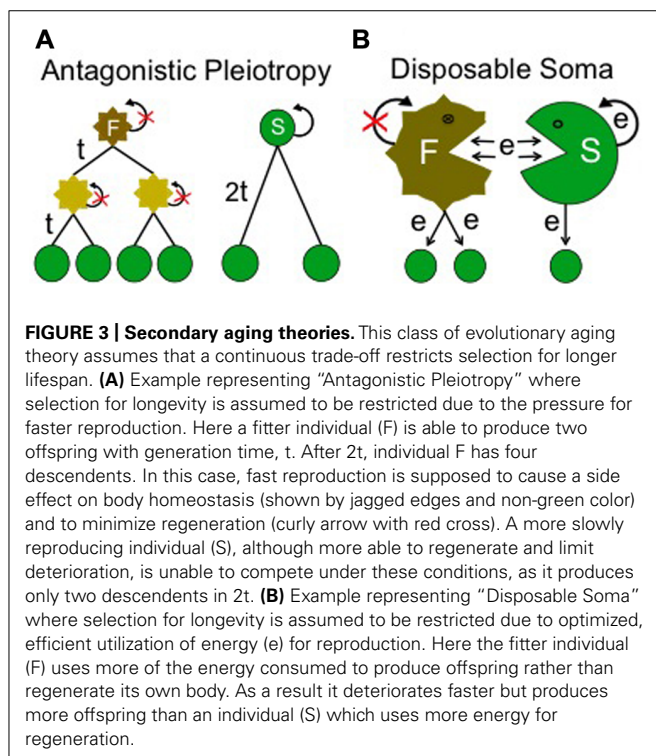 A
Antagonistic Pleiotropy
F
t
t
S
2t
B
Disposable Soma
F
e
S
e
e
e
e
FIGURE 3 | Secondary aging theories. This class of evolutionary aging
theory assumes that a continuous trade-off restricts selection for longer
lifespan. (A) Example representing “Antagonistic Pleiotropy” where
selection for longevity is assumed to be restricted due to the pressure for
faster reproduction. Here a fitter individual (F) is able to produce two
offspring with generation time, t. After 2t, individual F has four
descendents. In this case, fast reproduction is supposed to cause a side
effect on body homeostasis (shown by jagged edges and non-green color)
and to minimize regeneration (curly arrow with red cross). A more slowly
reproducing individual (S), although more able to regenerate and limit
deterioration, is unable to compete under these conditions, as it produces
only two descendents in 2t. (B) Example representing “Disposable Soma”
where selection for longevity is assumed to be restricted due to optimized,
efficient utilization of energy (e) for reproduction. Here the fitter individual
(F) uses more of the energy consumed to produce offspring rather than
regenerate its own body. As a result it deteriorates faster but produces
more offspring than an individual (S) which uses more energy for
regeneration.